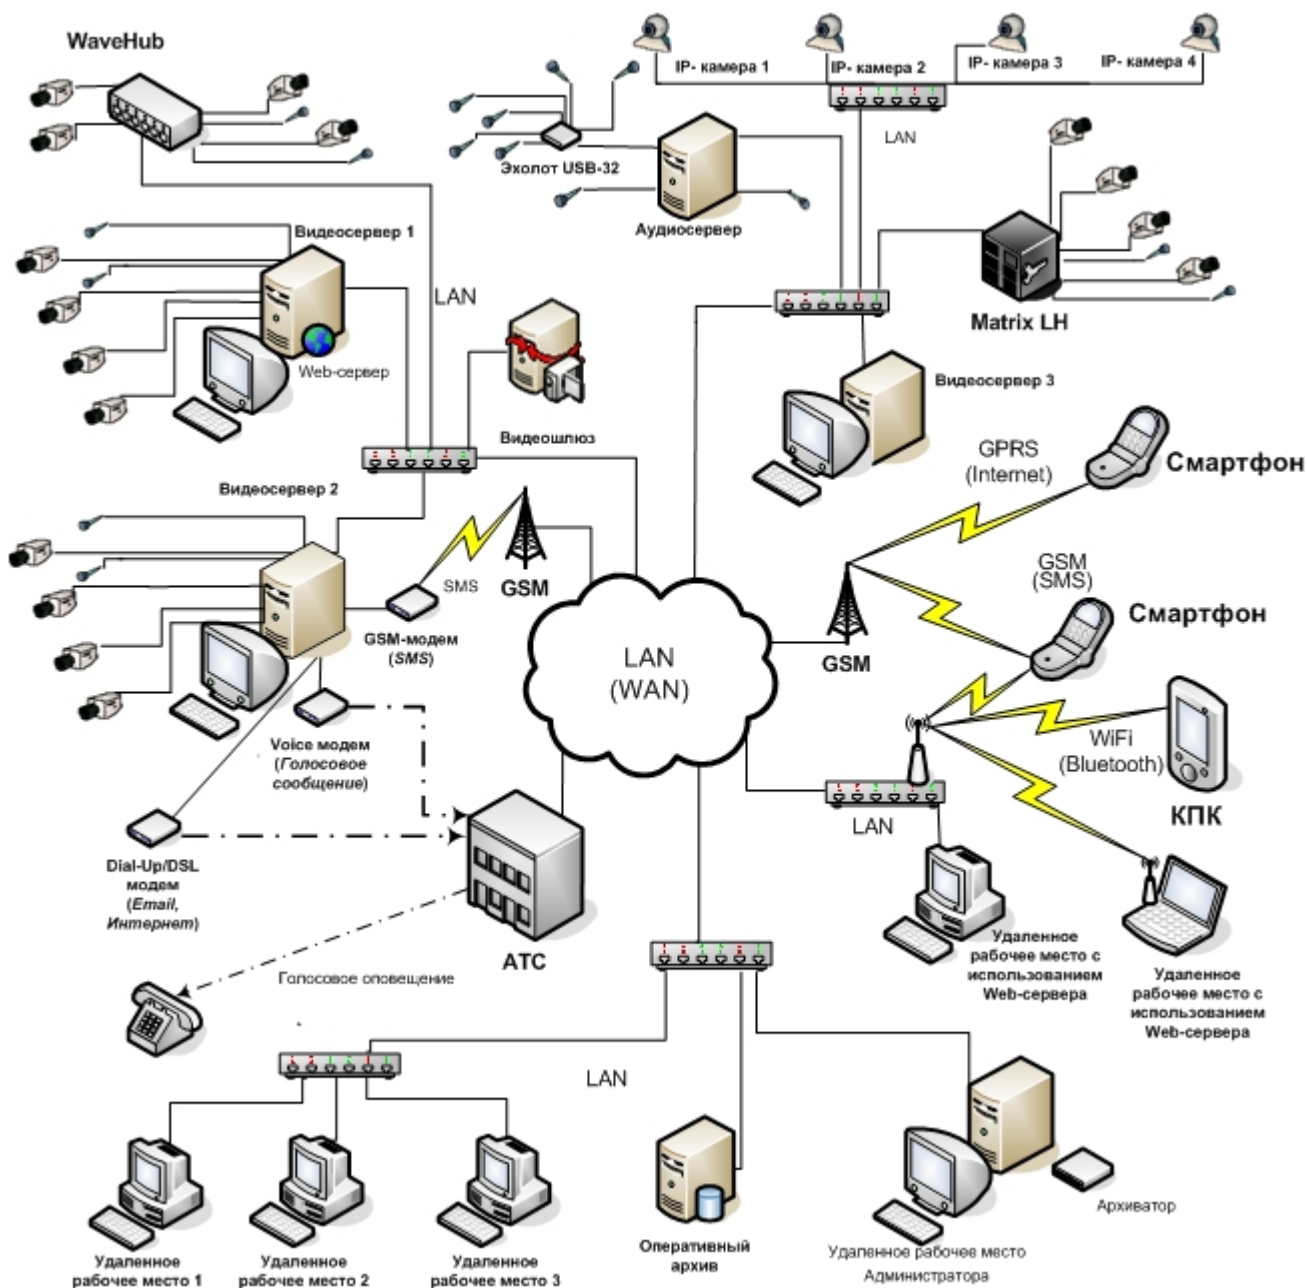 WaveHub
IP- камера 1
IP- камера 2
IP- камера 3
IP- камера 4
LAN
Эхолот USB-32
Аудиосервер
Видеосервер 1
LAN
Web-сервер
Matrix LH
Видеосервер 3
Видеошлюз
GPRS
(Internet)
Смартфон
Видеосервер 2
SMS
GSM
GSM
(SMS)
Смартфон
GSM-модем
(SMS)
GSM
LAN
(WAN)
WiFi
(Bluetooth)
КПК
Voice модем
(Голосовое
сообщение)
LAN
Dial-Up/DSL
модем
(Email,
Интернет)
АТС
Голосовое оповещение
Удаленное
рабочее место с
использованием
Web-сервера
Удаленное
рабочее место с
использованием
Web-сервера
LAN
Архиватор
Удаленное
рабочее место 1
Удаленное
рабочее место 2
Удаленное
рабочее место 3
Оперативный
архив
Удаленное рабочее место
Администратора